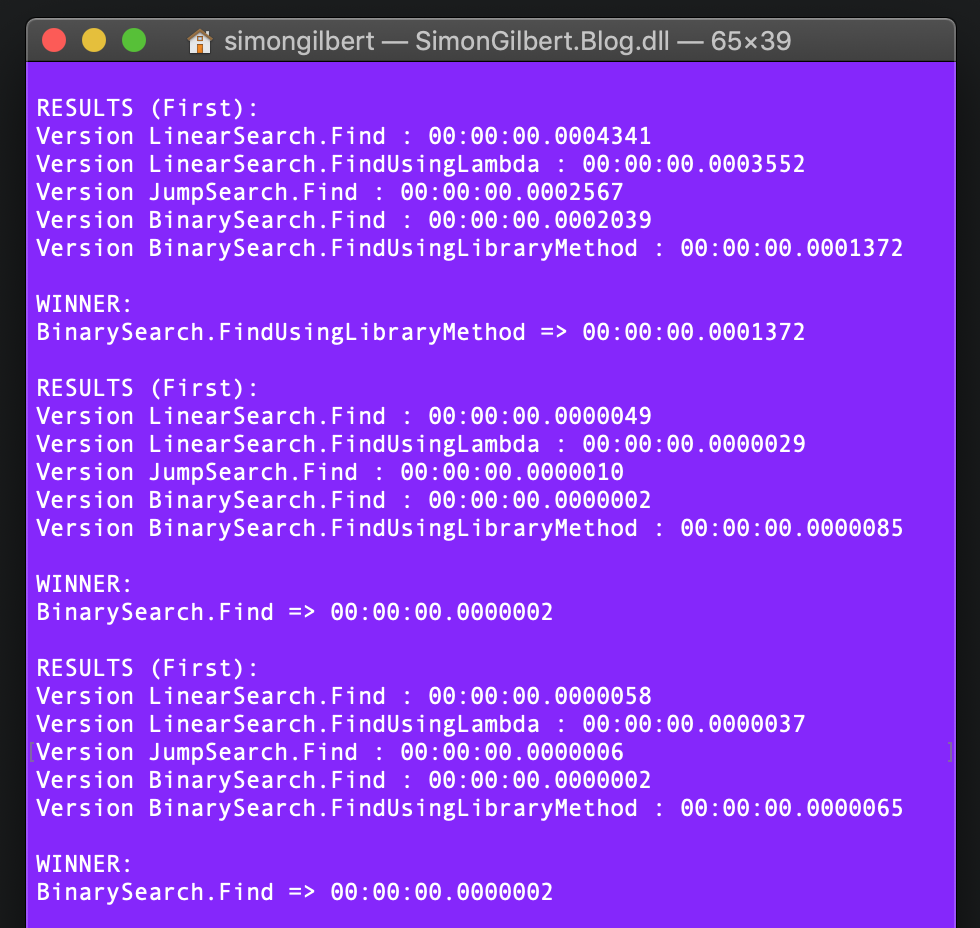 simongilbert — SimonGilbert.Blog.dll — 65×39
RESULTS (First):
Version LinearSearch.Find : 00:00:00.0004341
Version LinearSearch.FindUsingLambda : 00:00:00.0003552
Version JumpSearch.Find : 00:00:00.0002567
Version BinarySearch.Find : 00:00:00.0002039
Version BinarySearch.FindUsingLibraryMethod : 00:00:00.0001372
WINNER:
BinarySearch.FindUsingLibraryMethod => 00:00:00.0001372
RESULTS (First):
Version LinearSearch.Find : 00:00:00.0000049
Version LinearSearch.FindUsingLambda : 00:00:00.0000029
Version JumpSearch.Find : 00:00:00.0000010
Version BinarySearch.Find : 00:00:00.0000002
Version BinarySearch.FindUsingLibraryMethod : 00:00:00.0000085
WINNER:
BinarySearch.Find => 00:00:00.0000002
RESULTS (First):
Version LinearSearch.Find : 00:00:00.0000058
Version LinearSearch.FindUsingLambda : 00:00:00.0000037
[Version JumpSearch.Find : 00:00:00.0000006 ]
Version BinarySearch.Find : 00:00:00.0000002
Version BinarySearch.FindUsingLibraryMethod : 00:00:00.0000065
WINNER:
BinarySearch.Find => 00:00:00.0000002